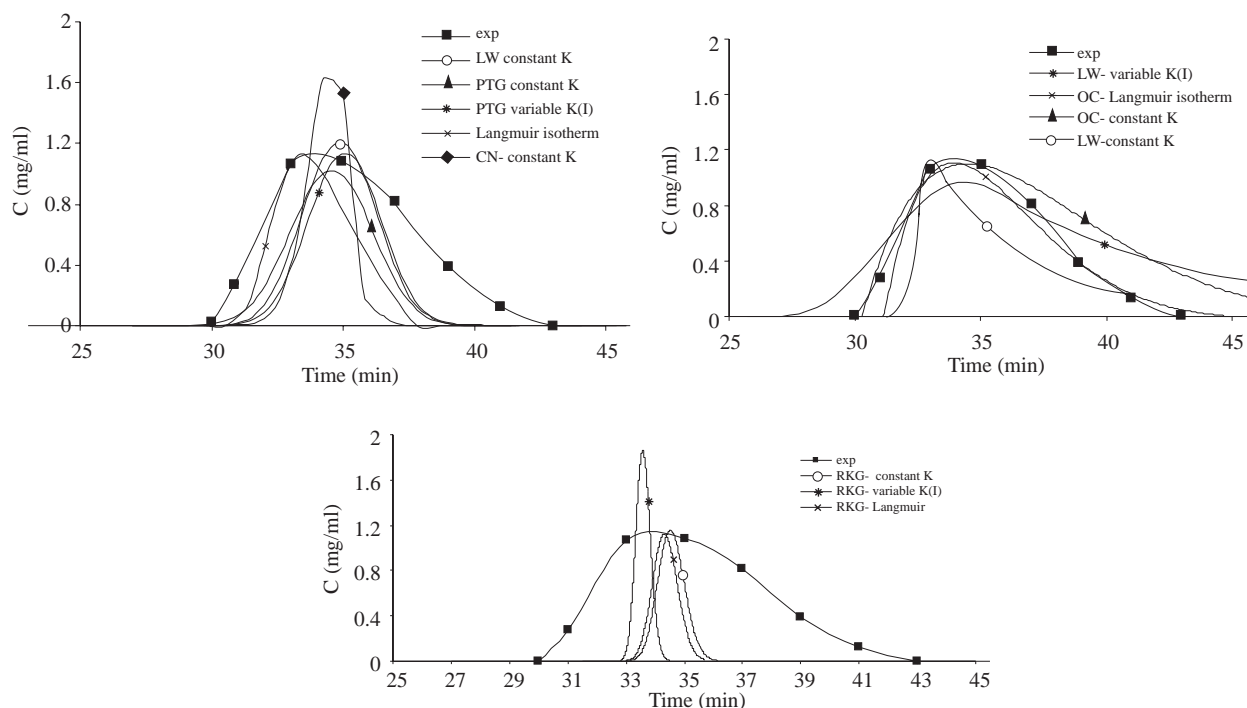 2
1.6
1.2
0.8
0.4
0
C (mg/ml)
25 30 35 40 45
Time (min)
exp
LW constant K
PTG constant K
PTG variable K(I)
Langmuir isotherm
CN- constant K
2
1.6
1.2
0.8
0.4
0
C (mg/ml)
25 30 35 40 45
Time (min)
exp
LW- variable K(I)
OC- Langmuir isotherm
OC- constant K
LW-constant K
2
1.6
1.2
0.8
0.4
0
C (mg/ml)
25 27 29 31 33 35 37 39 41 43 45
Time (min)
exp
RKG- constant K
RKG- variable K(I)
RKG- Langmuir